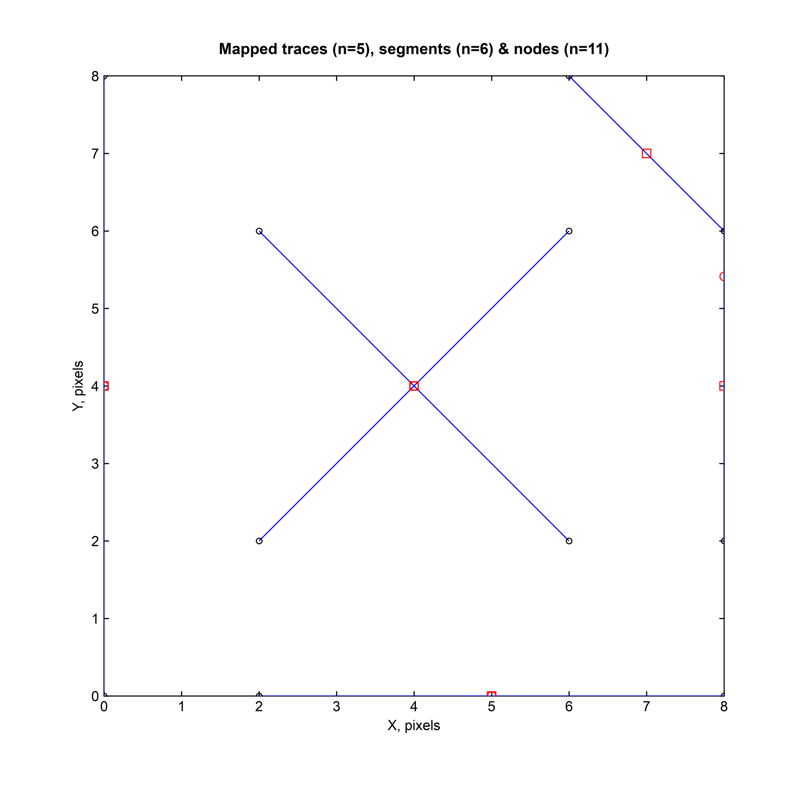 Mapped traces (n=5), segments (n=6) & nodes (n=11)
8
7
6
5
4
3
2
1
0
Y, pixels
0 1 2 3 4 5 6 7 8
X, pixels